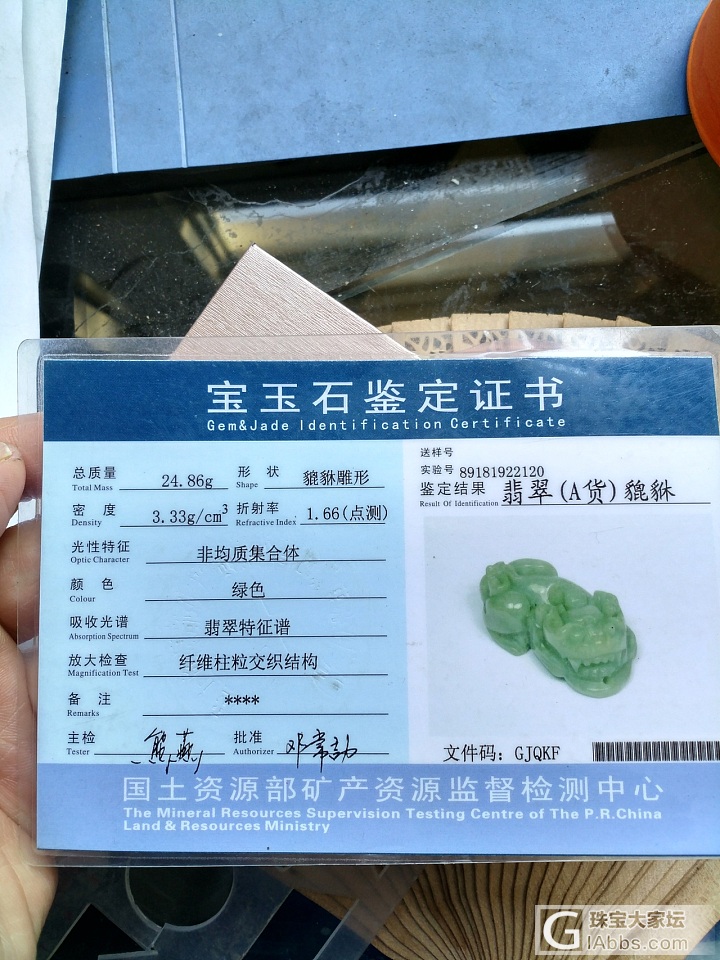 宝玉石鉴定证书
Gem&Jade Identification Certificate
总质量 24.86g 形状 貔貅雕形
Total Mass Shape
密度 3.33g/cm³ 折射率 1.66(点测)
Density Refractive Index
光性特征 非均质集合体
Optic Character
颜色 绿色
Colour
吸收光谱 翡翠特征谱
Absorption Spectrum
放大检查 纤维柱粒交织结构
Magnification Test
备注 ****
Remarks
主检 批准 邓常劼
Tester Authorizer
送样号
实验号 89181922120
鉴定结果 翡翠(A货)貔貅
Result Of Identification
文件码: GJQKF
国土资源部矿产资源监督检测中心
The Mineral Resources Supervision Testing Centre of The P.R.China
Land & Resources Ministry
G 珠宝大家坛
IAbbs.com